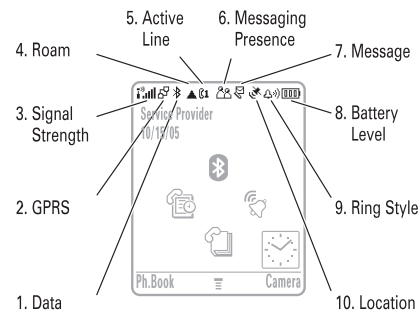 5. Active Line
6. Messaging Presence
4. Roam
7. Message
3. Signal Strength
8. Battery Level
Service Provider
10/15/05
2. GPRS
9. Ring Style
1. Data
Ph.Book
Camera
10. Location